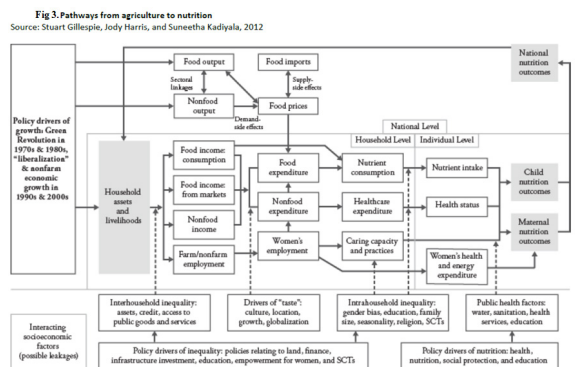 Fig 3. Pathways from agriculture to nutrition
Source: Stuart Gillespie, Jody Harris, and Suneetha Kadiyala, 2012
Policy drivers of
growth: Green
Revolution in
1970s & 1980s,
"liberalization"
& nonfarm
economic
growth in
1990s & 2000s
Food output
Food imports
National
nutrition
outcomes
Sectoral
linkages
Supply-
side effects
Nonfood
output
Food prices
Demand-
side effects
National Level
Household Level
Individual Level
Household
assets
and
livelihoods
Food income:
consumption
Food income:
from markets
Nonfood
income
Farm/nonfarm
employment
Food
expenditure
Nonfood
expenditure
Women's
employment
Nutrient
consumption
Healthcare
expenditure
Caring capacity
and practices
Nutrient intake
Health status
Women's health
and energy
expenditure
Child
nutrition
outcomes
Maternal
nutrition
outcomes
Interacting
socioeconomic
factors
(possible leakages)
Interhousehold inequality:
assets, credit, access to
public goods and services
Drivers of "taste":
culture, location,
growth, globalization
Intrahousehold inequality:
gender bias, education, family
size, seasonality, religion, SCTs
Public health factors:
water, sanitation, health
services, education
Policy drivers of inequality: policies relating to land, finance,
infrastructure investment, education, empowerment for women, and SCTs
Policy drivers of nutrition: health,
nutrition, social protection, and education